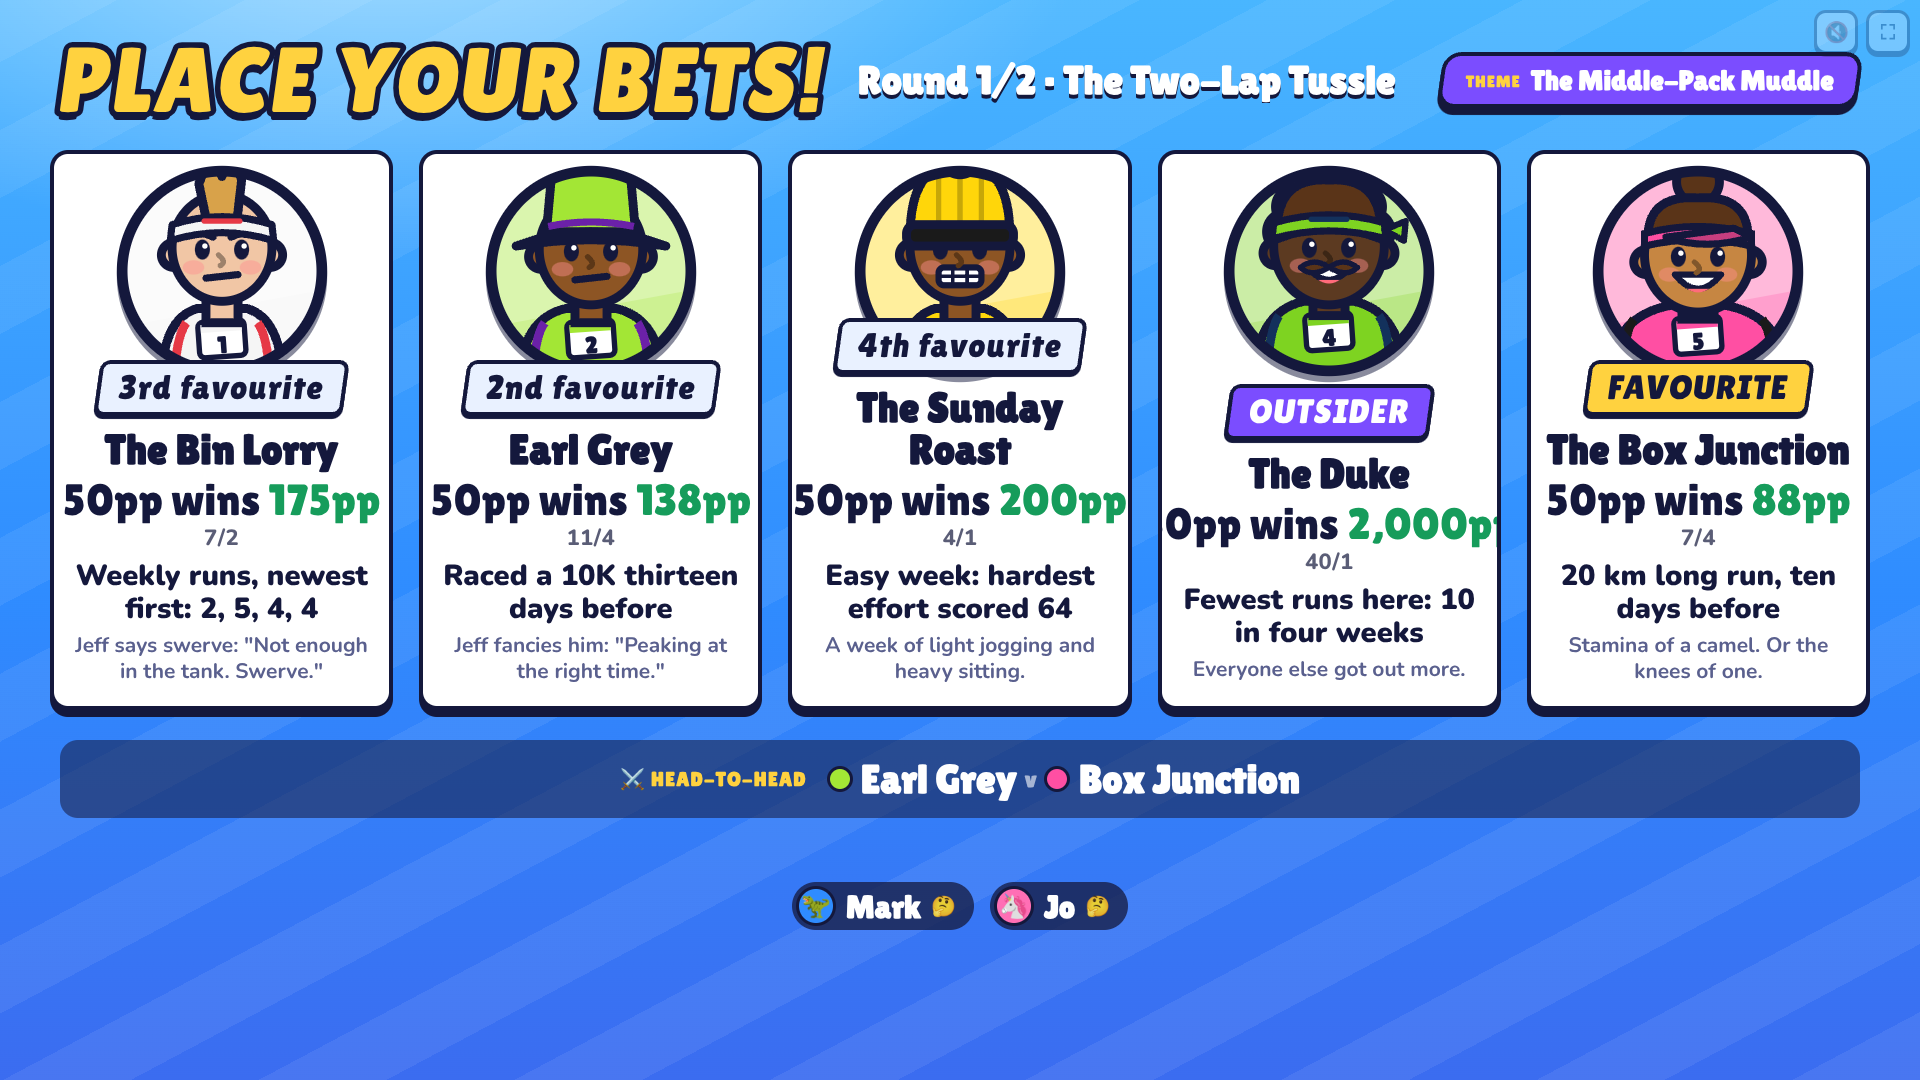 PLACE YOUR BETS!
Round 1/2 · The Two-Lap Tussle
THEME The Middle-Pack Muddle
1
3rd favourite
The Bin Lorry
50pp wins 175pp
7/2
Weekly runs, newest
first: 2, 5, 4, 4
Jeff says swerve: "Not enough
in the tank. Swerve."
2
2nd favourite
Earl Grey
50pp wins 138pp
11/4
Raced a 10K thirteen
days before
Jeff fancies him: "Peaking at
the right time."
4th favourite
The Sunday
Roast
50pp wins 200pp
4/1
Easy week: hardest
effort scored 64
A week of light jogging and
heavy sitting.
4
OUTSIDER
The Duke
0pp wins 2,000p
40/1
Fewest runs here: 10
in four weeks
Everyone else got out more.
5
FAVOURITE
The Box Junction
50pp wins 88pp
7/4
20 km long run, ten
days before
Stamina of a camel. Or the
knees of one.
HEAD-TO-HEAD Earl Grey v Box Junction
Mark
Jo